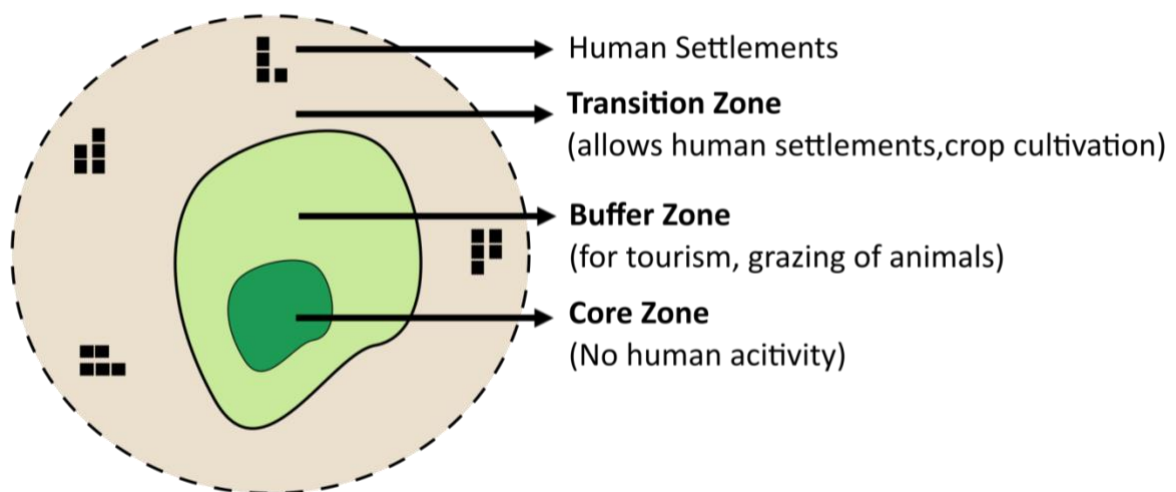 Human Settlements
Transition Zone
(allows human settlements,crop cultivation)
Buffer Zone
(for tourism, grazing of animals)
Core Zone
(No human acitivity)